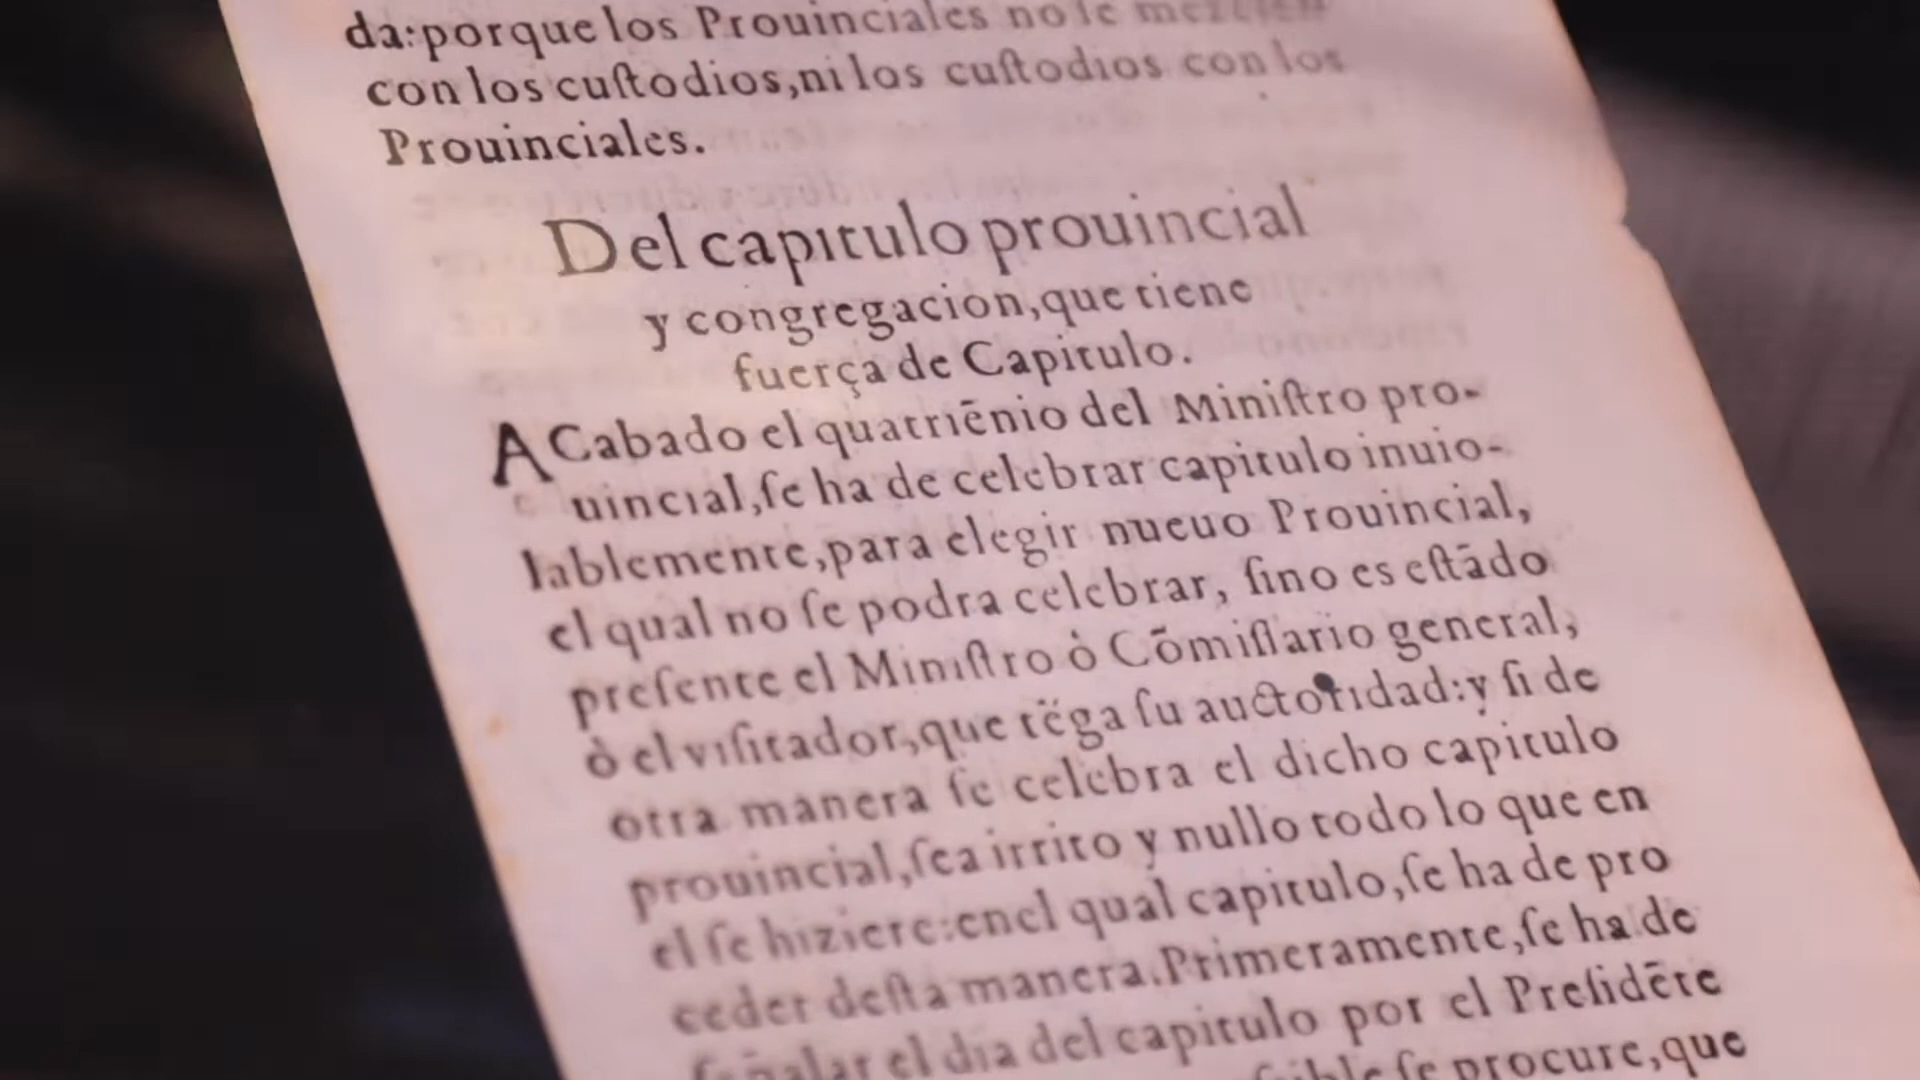 da:porque los Prouinciales no ſe mezclen
con los cuſtodios,ni los cuſtodios con los
Prouinciales.
Del capitulo prouincial
y congregacion,que tiene
fuerça de Capitulo.
ACabado el quatriēnio del Miniſtro pro-
uincial,ſe ha de celebrar capitulo inuio-
lablemente,para elegir nueuo Prouincial,
el qual no ſe podra celebrar, ſino es eſtādo
preſente el Miniſtro ò Cōmiſſario general,
ò el viſitador,que tēga ſu auctoridad:y ſi de
otra manera ſe celebra el dicho capitulo
prouincial,ſea irrito y nullo todo lo que en
el ſe hiziere:enel qual capitulo,ſe ha de pro
ceder deſta manera.Primeramente,ſe ha de
ſeñalar el dia del capitulo por el Preſidēte
ſe procure,que